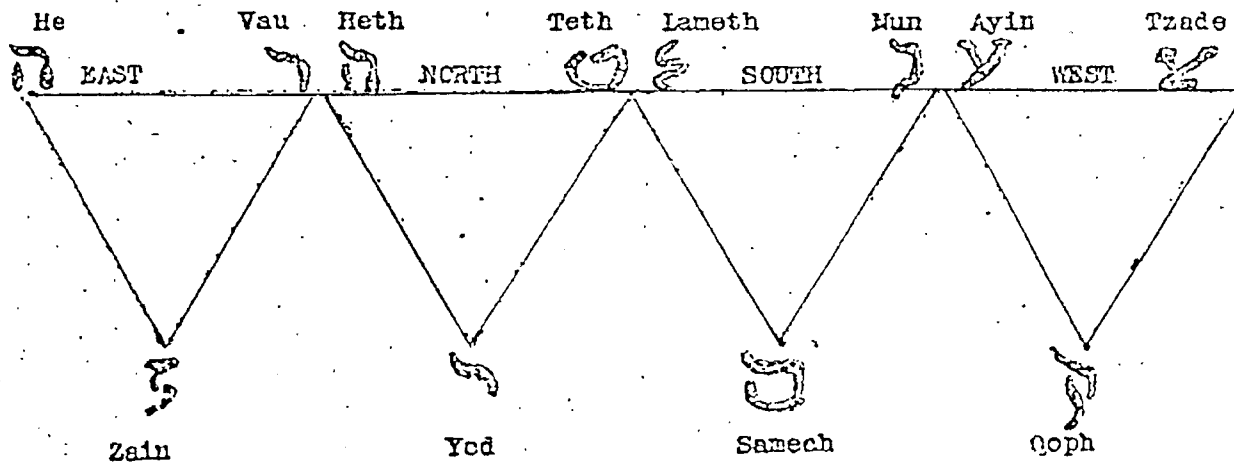 He Vau Heth Teth Lameth Nun Ayin Tzade
ה EAST ו ח NORTH ט ל SOUTH נ ע WEST צ
ז י ס ק
Zain Yod Samech Qoph